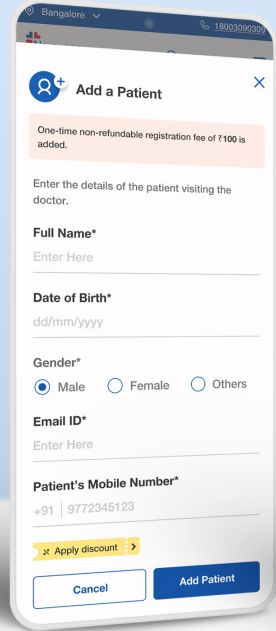 Bangalore
18003090309
Add a Patient
One-time non-refundable registration fee of ₹100 is
added.
Enter the details of the patient visiting the
doctor.
Full Name*
Enter Here
Date of Birth*
dd/mm/yyyy
Gender*
Male Female Others
Email ID*
Enter Here
Patient's Mobile Number*
+91 9772345123
Apply discount
Cancel Add Patient